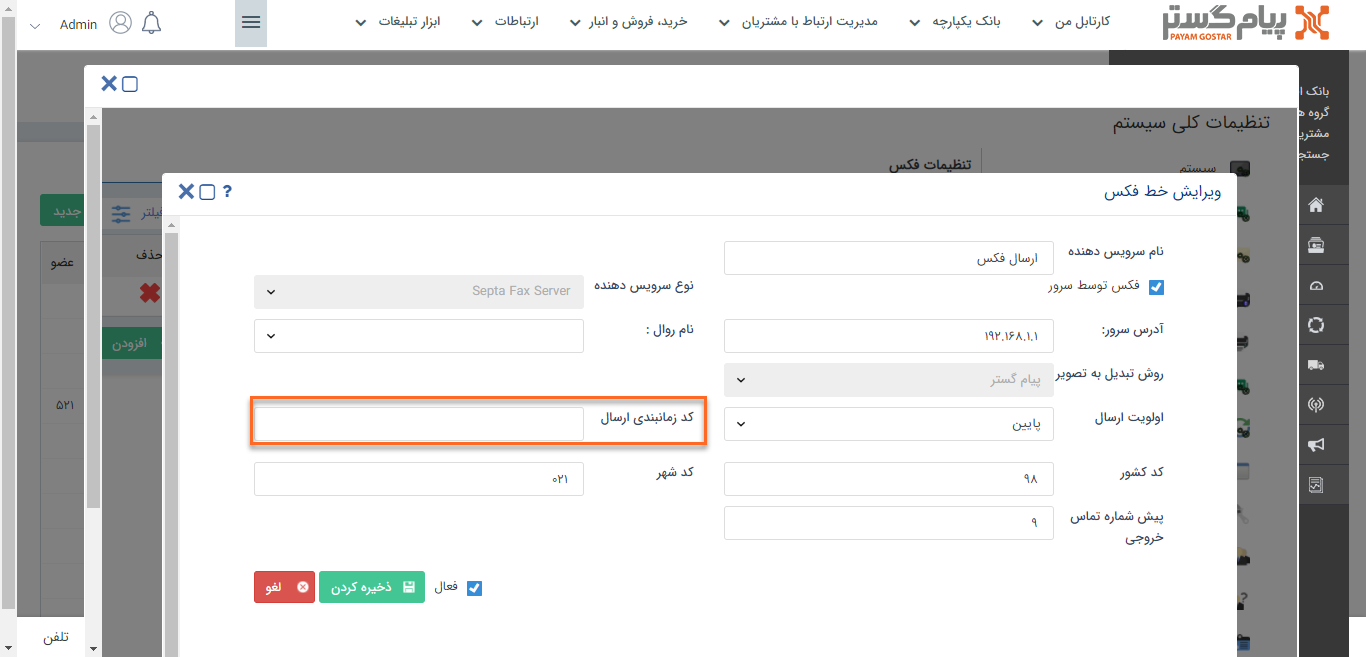 پیام گستر
PAYAM GOSTAR
کارتابل من
بانک یکپارچه
مدیریت ارتباط با مشتریان
خرید، فروش و انبار
ارتباطات
ابزار تبلیغات
Admin
بانک
گروه
جستج
تنظیمات کلی سیستم
سیستم
تنظیمات فکس
جدید
فیلتر
عضو
حذف
افزودن
۵۲۱
تلفن
ویرایش خط فکس
?
نام سرویس دهنده
ارسال فکس
فکس توسط سرور
نوع سرویس دهنده
Septa Fax Server
آدرس سرور:
۱۹۲.۱۶۸.۱.۱
نام روال :
روش تبدیل به تصویر
پیام گستر
اولویت ارسال
پایین
کد زمانبندی ارسال
کد کشور
۹۸
کد شهر
۰۲۱
پیش شماره تماس
خروجی
۹
فعال
ذخیره کردن
لغو